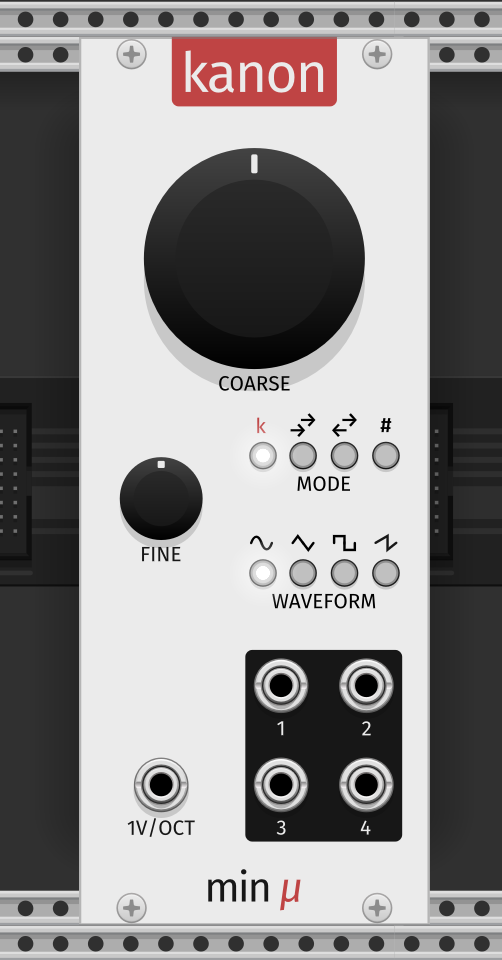 kanon
COARSE
k #
MODE
FINE
WAVEFORM
1 2
3 4
1V/OCT
min μ